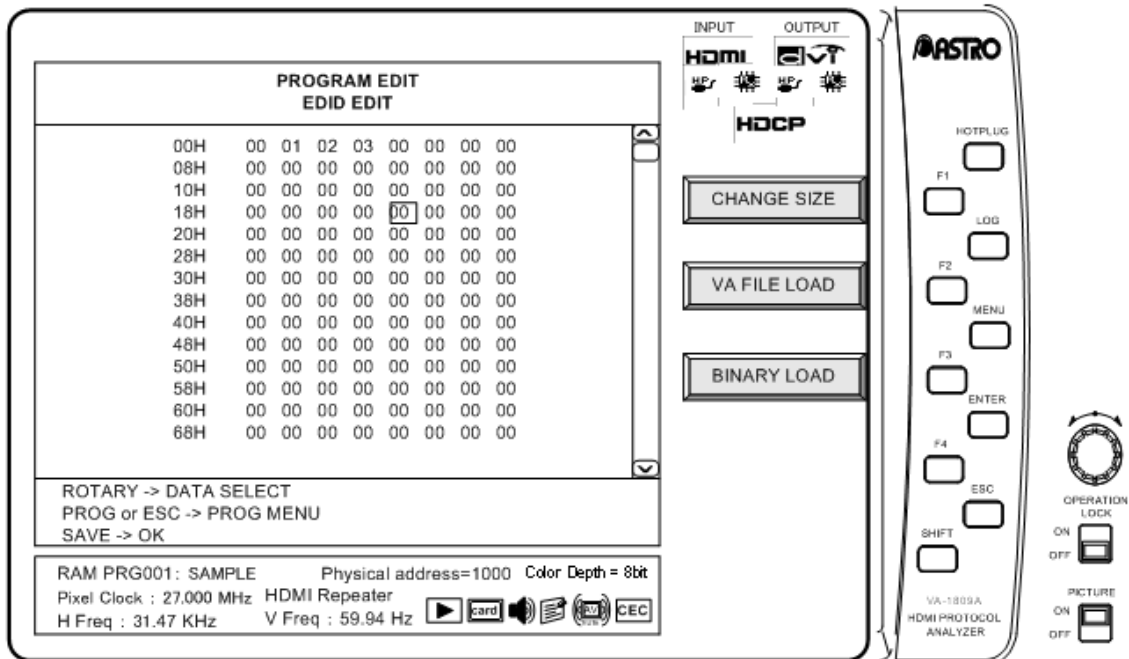 PROGRAM EDIT
EDID EDIT
00H 00 01 02 03 00 00 00 00
08H 00 00 00 00 00 00 00 00
10H 00 00 00 00 00 00 00 00
18H 00 00 00 00 00 00 00 00
20H 00 00 00 00 00 00 00 00
28H 00 00 00 00 00 00 00 00
30H 00 00 00 00 00 00 00 00
38H 00 00 00 00 00 00 00 00
40H 00 00 00 00 00 00 00 00
48H 00 00 00 00 00 00 00 00
50H 00 00 00 00 00 00 00 00
58H 00 00 00 00 00 00 00 00
60H 00 00 00 00 00 00 00 00
68H 00 00 00 00 00 00 00 00
ROTARY -> DATA SELECT
PROG or ESC -> PROG MENU
SAVE -> OK
RAM PRG001: SAMPLE Physical address=1000 Color Depth = 8bit
Pixel Clock : 27.000 MHz HDMI Repeater
H Freq : 31.47 KHz V Freq : 59.94 Hz
card
AV
CEC
INPUT OUTPUT
HDMI DVI
HP HP
HDCP
CHANGE SIZE
VA FILE LOAD
BINARY LOAD
ASTRO
HOTPLUG
F1
LOG
F2
MENU
F3
ENTER
F4
ESC
SHIFT
VA-1809A
HDMI PROTOCOL
ANALYZER
OPERATION
LOCK
ON
OFF
PICTURE
ON
OFF